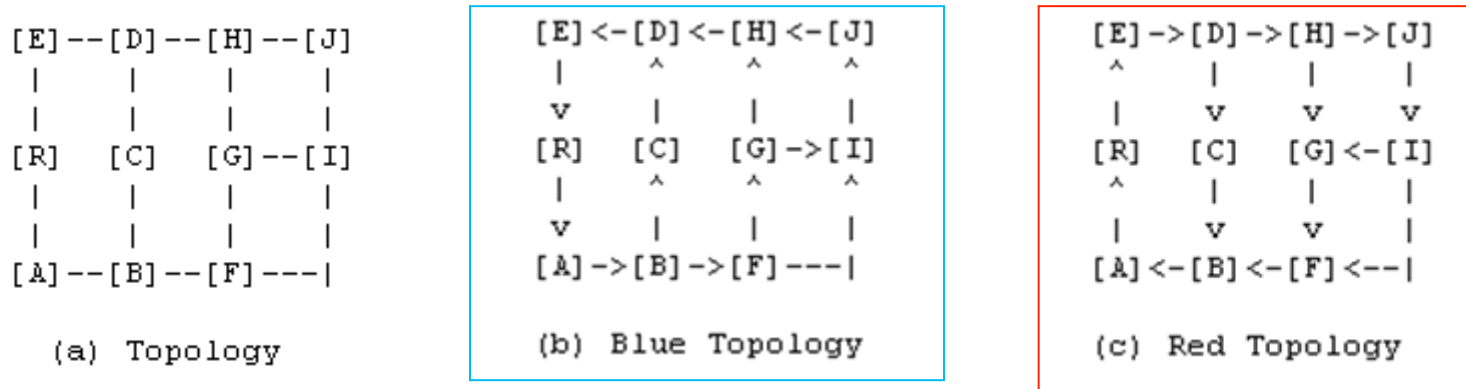 [E]--[D]--[H]--[J]
| | | |
| | | |
[R] [C] [G]--[I]
| | | |
| | | |
[A]--[B]--[F]---|
(a) Topology
[E]<-[D]<-[H]<-[J]
| ^ ^ ^
v | | |
[R] [C] [G]->[I]
| ^ ^ ^
v | | |
[A]->[B]->[F]---|
(b) Blue Topology
[E]->[D]->[H]->[J]
^ | | |
| v v v
[R] [C] [G]<-[I]
^ | | |
| v v |
[A]<-[B]<-[F]<--|
(c) Red Topology